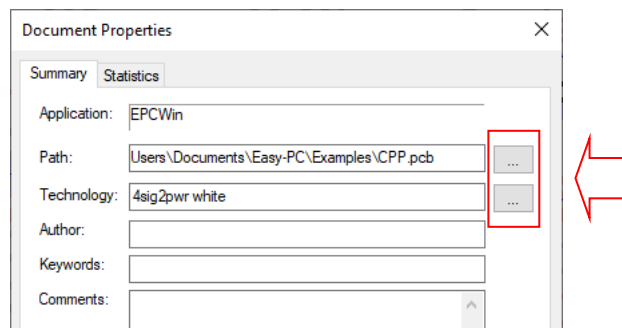 Document Properties
Summary Statistics
Application: EPCWin
Path: Users\Documents\Easy-PC\Examples\CPP.pcb ...
Technology: 4sig2pwr white ...
Author:
Keywords:
Comments: